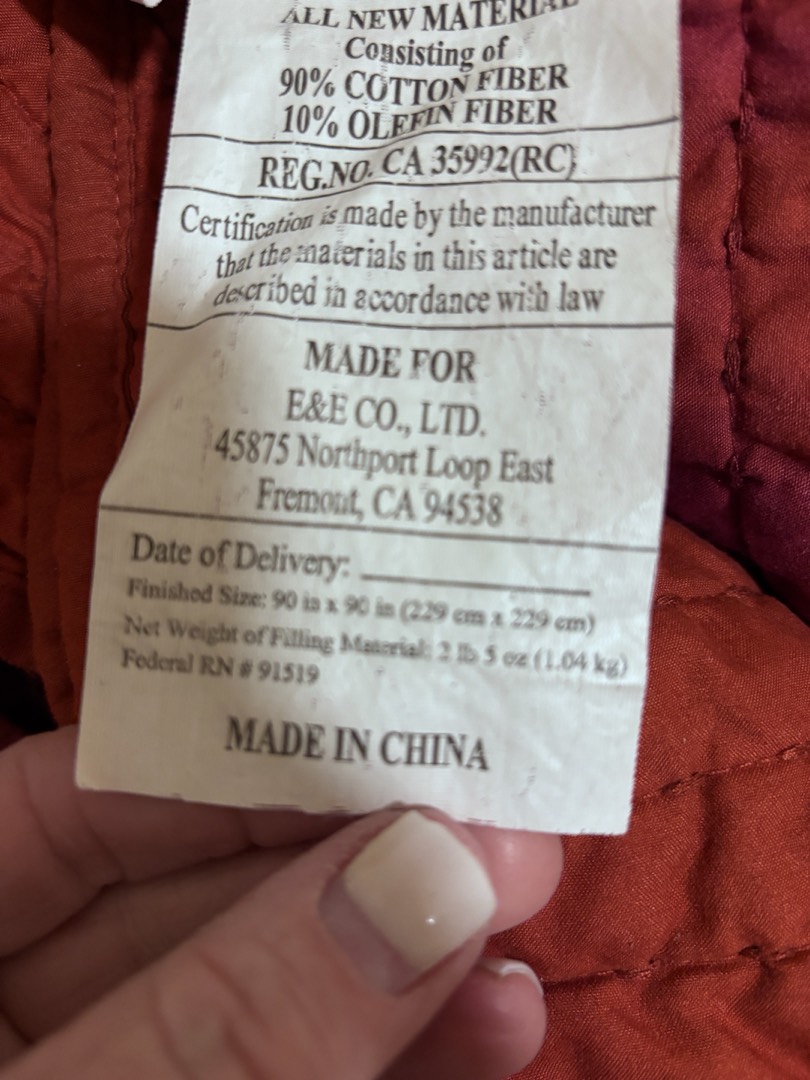 ALL NEW MATERIAL
Consisting of
90% COTTON FIBER
10% OLEFIN FIBER
REG.NO. CA 35992(RC)
Certification is made by the manufacturer
that the materials in this article are
described in accordance with law
MADE FOR
E&E CO., LTD.
45875 Northport Loop East
Fremont, CA 94538
Date of Delivery: ____________
Finished Size: 90 in x 90 in (229 cm x 229 cm)
Net Weight of Filling Material: 2 lb 5 oz (1.04 kg)
Federal RN # 91519
MADE IN CHINA